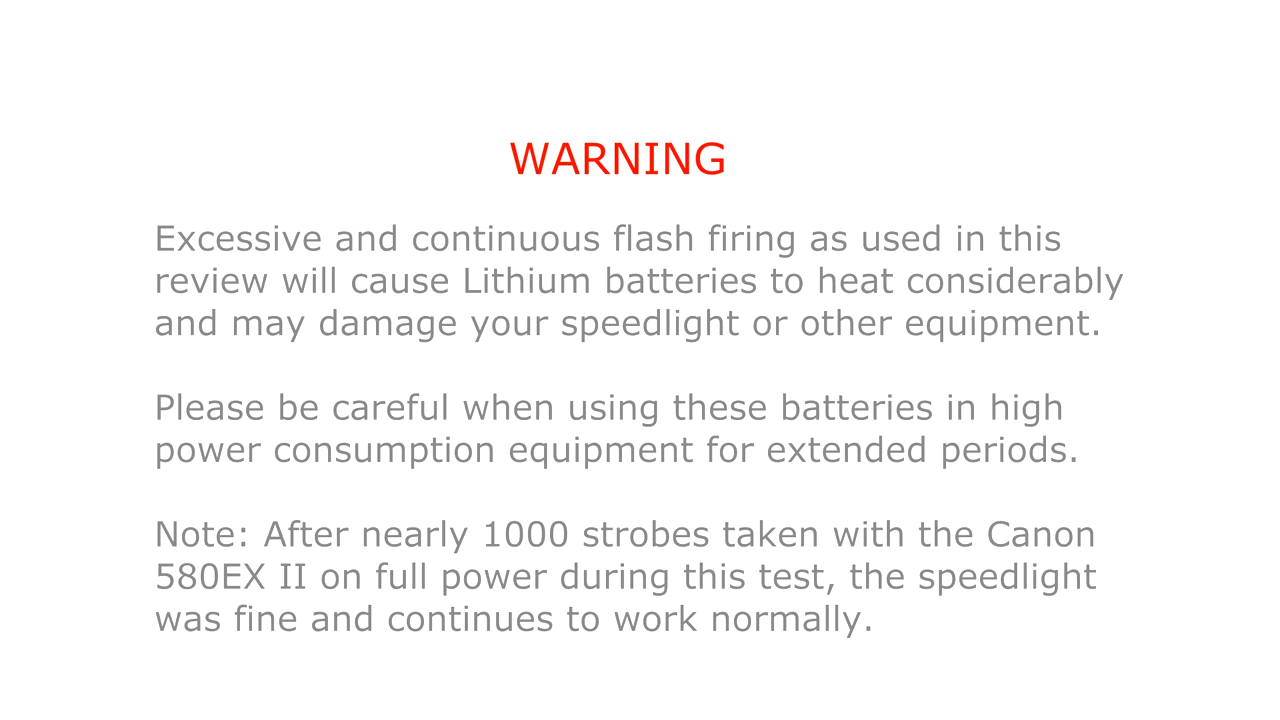 WARNING
Excessive and continuous flash firing as used in this
review will cause Lithium batteries to heat considerably
and may damage your speedlight or other equipment.
Please be careful when using these batteries in high
power consumption equipment for extended periods.
Note: After nearly 1000 strobes taken with the Canon
580EX II on full power during this test, the speedlight
was fine and continues to work normally.